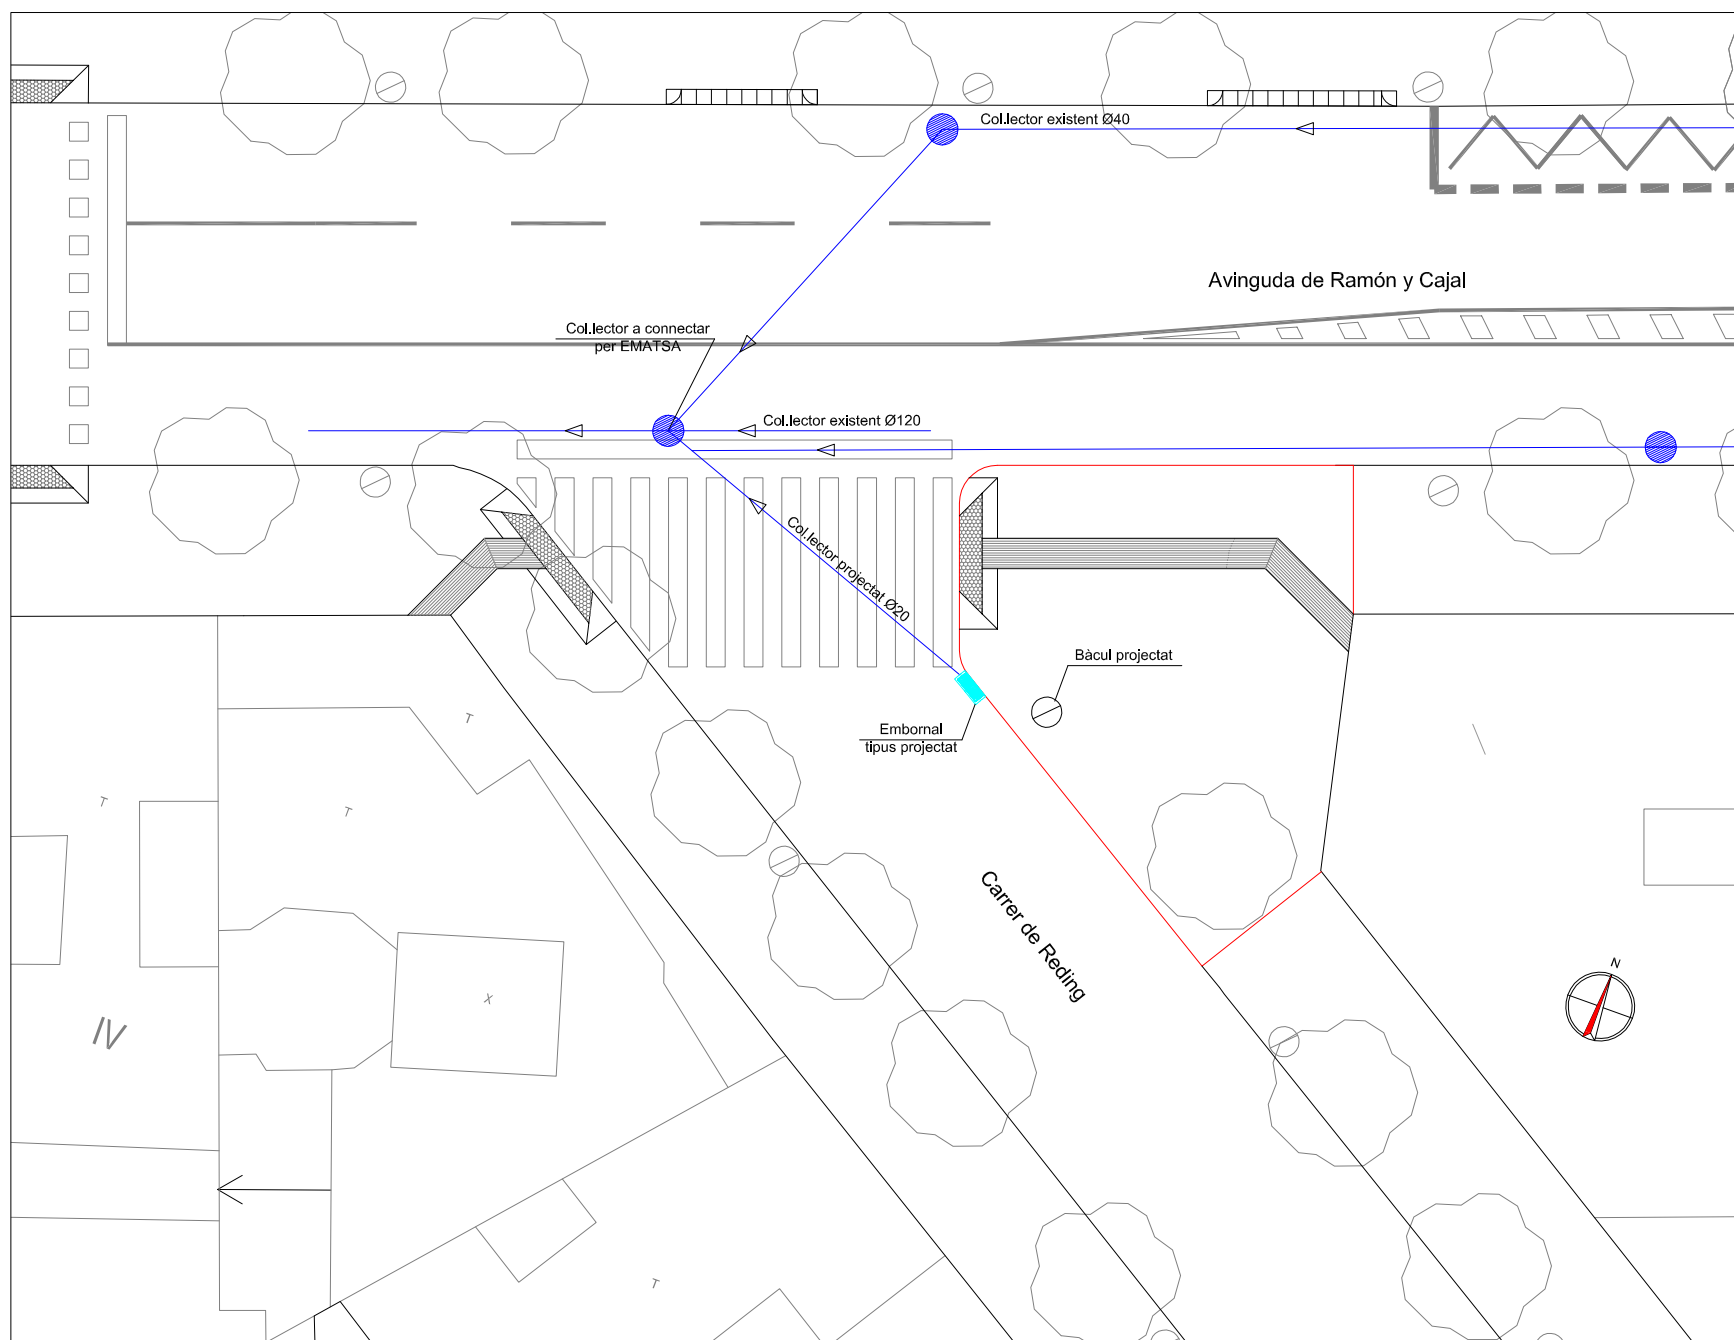 Col.lector existent Ø40
Avinguda de Ramón y Cajal
Col.lector a connectar
per EMATSA
Col.lector existent Ø120
Col.lector projectat Ø20
Bàcul projectat
Embornal
tipus projectat
T
T
T
Carrer de Reding
N
X
IV
T